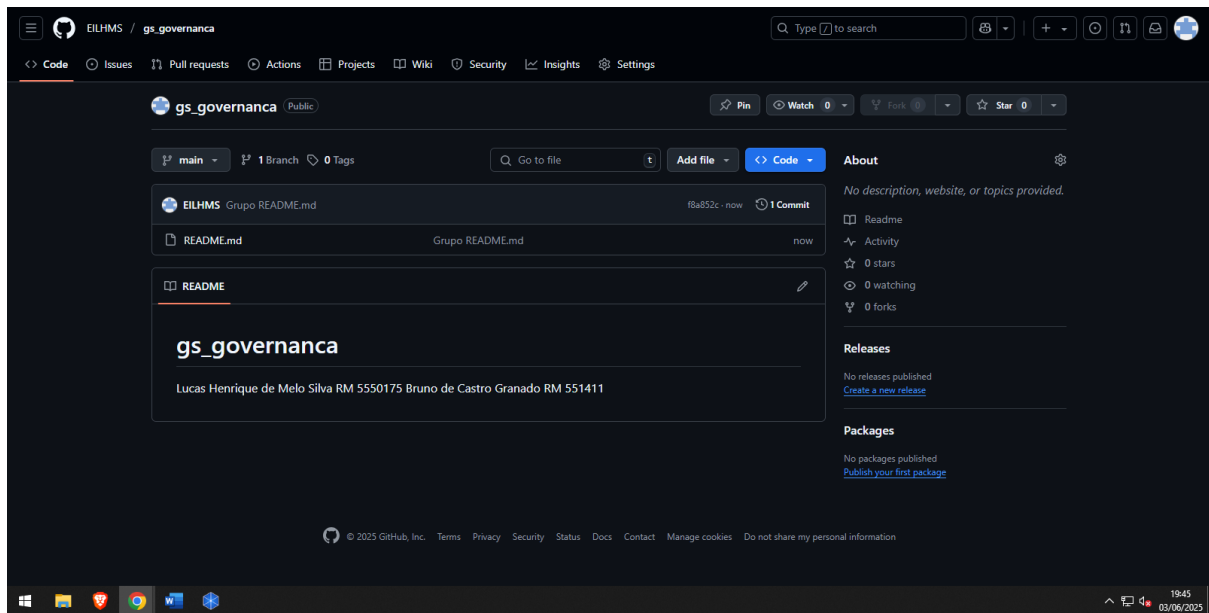 EILHMS / gs_governanca
Type / to search
Code Issues Pull requests Actions Projects Wiki Security Insights Settings
gs_governanca Public
Pin Watch 0 Fork 0 Star 0
main 1 Branch 0 Tags
Go to file t Add file Code
EILHMS Grupo README.md f8a852c · now 1 Commit
README.md Grupo README.md now
README
gs_governanca
Lucas Henrique de Melo Silva RM 5550175 Bruno de Castro Granado RM 551411
About
No description, website, or topics provided.
Readme
Activity
0 stars
0 watching
0 forks
Releases
No releases published
Create a new release
Packages
No packages published
Publish your first package
© 2025 GitHub, Inc. Terms Privacy Security Status Docs Contact Manage cookies Do not share my personal information
W
19:45
03/06/2025